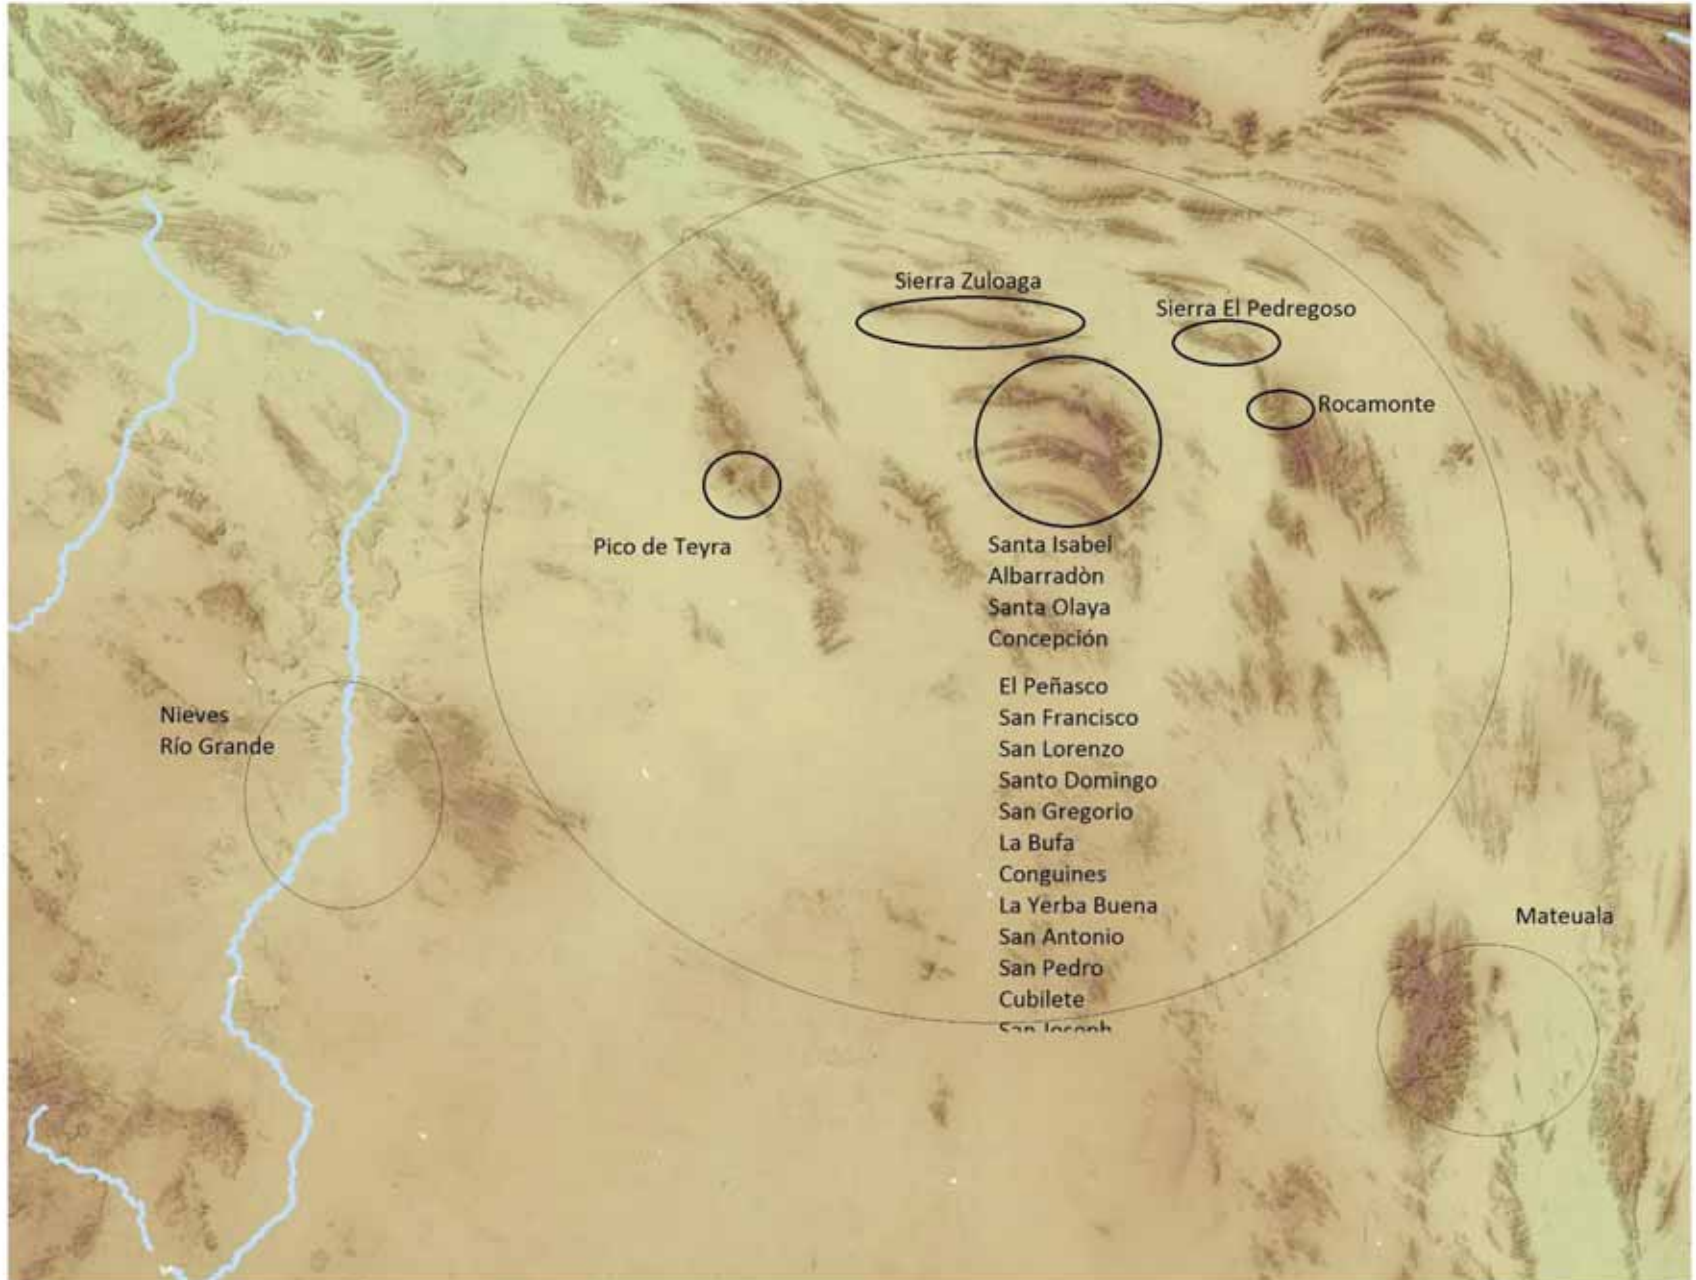 Sierra Zuloaga
Sierra El Pedregoso
Rocamonte
Pico de Teyra
Santa Isabel
Albarradòn
Santa Olaya
Concepción
El Peñasco
San Francisco
San Lorenzo
Santo Domingo
San Gregorio
La Bufa
Conguines
La Yerba Buena
San Antonio
San Pedro
Cubilete
San Joseph
Nieves
Río Grande
Mateuala